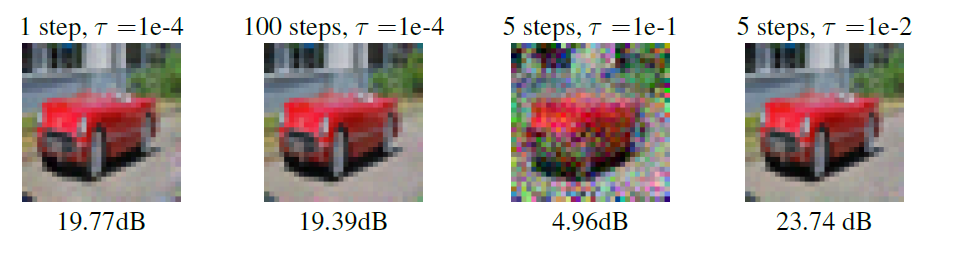 1 step, τ =1e-4 100 steps, τ =1e-4 5 steps, τ =1e-1 5 steps, τ =1e-2
19.77dB 19.39dB 4.96dB 23.74 dB